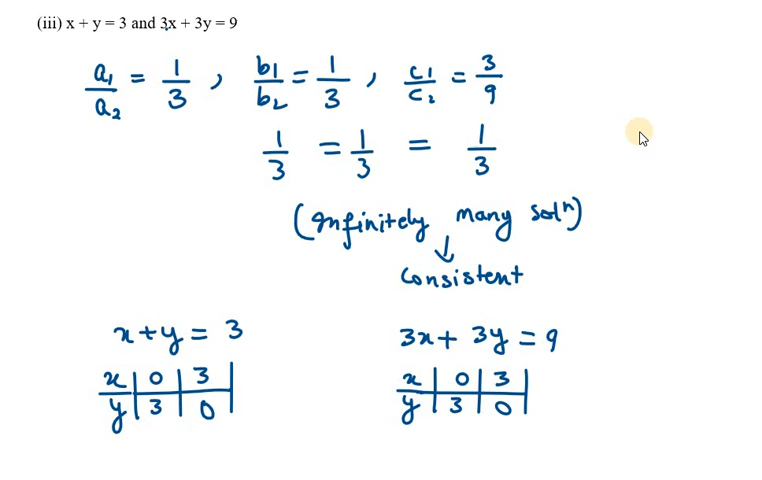 (iii) x + y = 3 and 3x + 3y = 9
a₁/a₂ = 1/3 , b₁/b₂ = 1/3 , c₁/c₂ = 3/9
1/3 = 1/3 = 1/3
(Infinitely many solⁿ)
↓
Consistent
x + y = 3
x | 0 | 3 |
y | 3 | 0 |
3x + 3y = 9
x | 0 | 3 |
y | 3 | 0 |